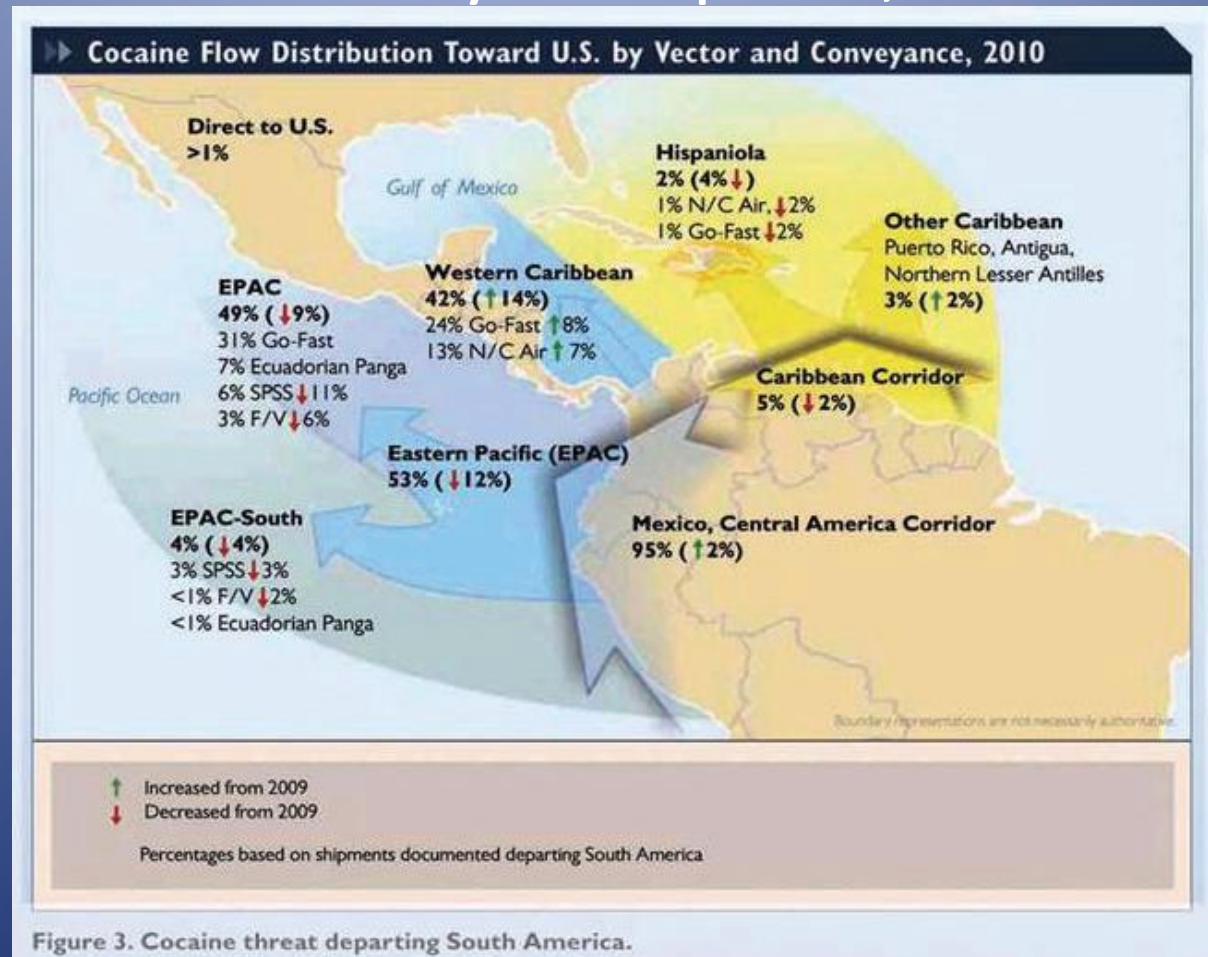 Cocaine Flow Distribution Toward U.S. by Vector and Conveyance, 2010
Direct to U.S.
>1%
Gulf of Mexico
Hispaniola
2% (4%↓)
1% N/C Air,↓2%
1% Go-Fast↓2%
Other Caribbean
Puerto Rico, Antigua,
Northern Lesser Antilles
3% (↑2%)
Western Caribbean
42% (↑14%)
24% Go-Fast↑8%
13% N/C Air↑7%
EPAC
49% (↓9%)
31% Go-Fast
7% Ecuadorian Panga
6% SPSS↓11%
3% F/V↓6%
Pacific Ocean
Caribbean Corridor
5% (↓2%)
Eastern Pacific (EPAC)
53% (↓12%)
EPAC-South
4% (↓4%)
3% SPSS↓3%
<1% F/V↓2%
<1% Ecuadorian Panga
Mexico, Central America Corridor
95% (↑2%)
Boundary representations are not necessarily authoritative.
↑ Increased from 2009
↓ Decreased from 2009
Percentages based on shipments documented departing South America
Figure 3. Cocaine threat departing South America.